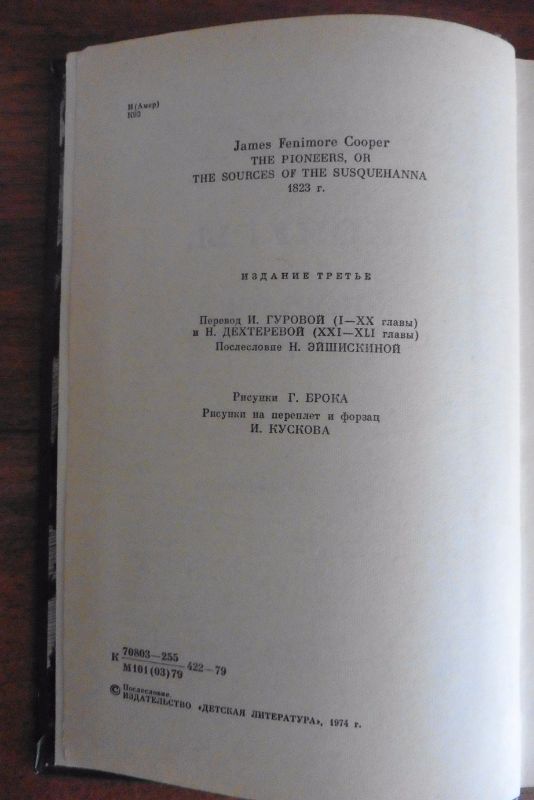 И(Амер)
К90
James Fenimore Cooper
THE PIONEERS, OR
THE SOURCES OF THE SUSQUEHANNA
1823 г.
ИЗДАНИЕ ТРЕТЬЕ
Перевод И. ГУРОВОЙ (I—XX главы)
и Н. ДЕХТЕРЕВОЙ (XXI—XLI главы)
Послесловие Н. ЭЙШИСКИНОЙ
Рисунки Г. БРОКА
Рисунки на переплет и форзац
И. КУСКОВА
К 70803—255
М101(03)79 422—79
© Послесловие.
ИЗДАТЕЛЬСТВО «ДЕТСКАЯ ЛИТЕРАТУРА», 1974 г.